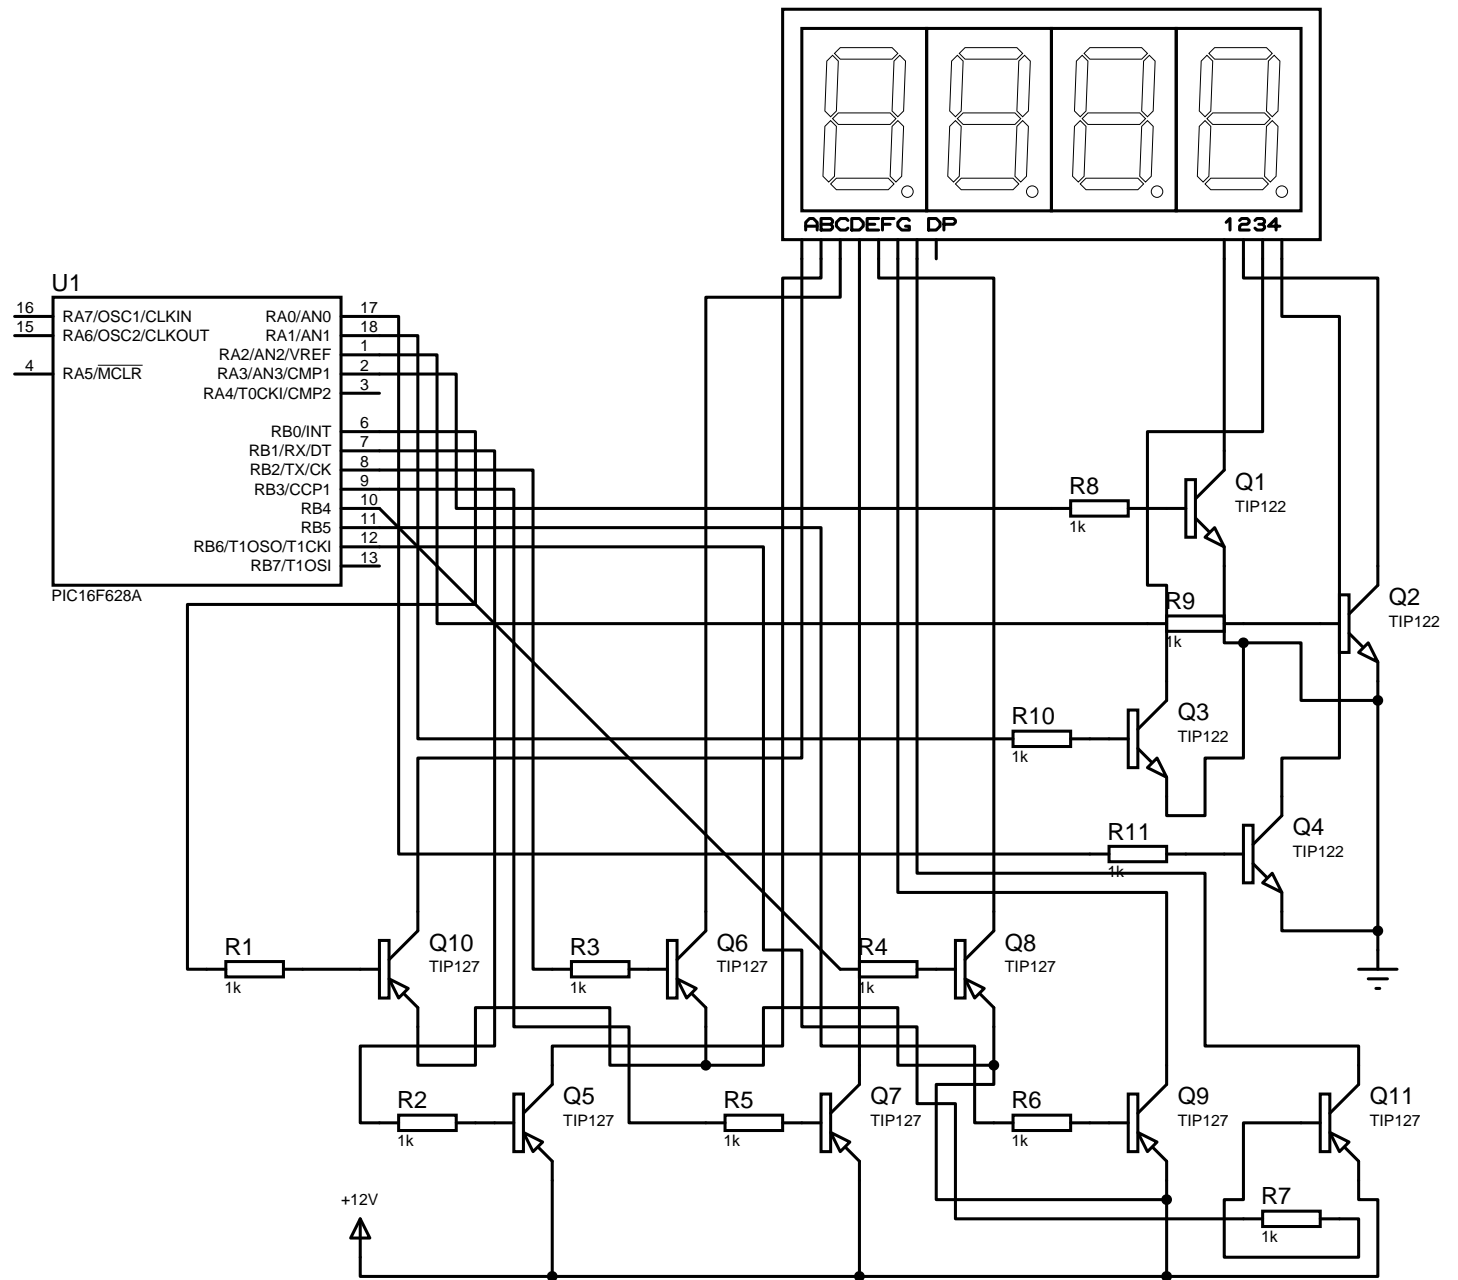 ABCDEFG DP
1234
U1
16
15
4
RA7/OSC1/CLKIN
RA6/OSC2/CLKOUT
RA5/MCLR
RA0/AN0
RA1/AN1
RA2/AN2/VREF
RA3/AN3/CMP1
RA4/T0CKI/CMP2
RB0/INT
RB1/RX/DT
RB2/TX/CK
RB3/CCP1
RB4
RB5
RB6/T1OSO/T1CKI
RB7/T1OSI
17
18
1
2
3
6
7
8
9
10
11
12
13
PIC16F628A
R8
1k
Q1
TIP122
R9
1k
Q2
TIP122
R10
1k
Q3
TIP122
R11
1k
Q4
TIP122
R1
1k
Q10
TIP127
R3
1k
Q6
TIP127
R4
1k
Q8
TIP127
R2
1k
Q5
TIP127
R5
1k
Q7
TIP127
R6
1k
Q9
TIP127
Q11
TIP127
R7
1k
+12V